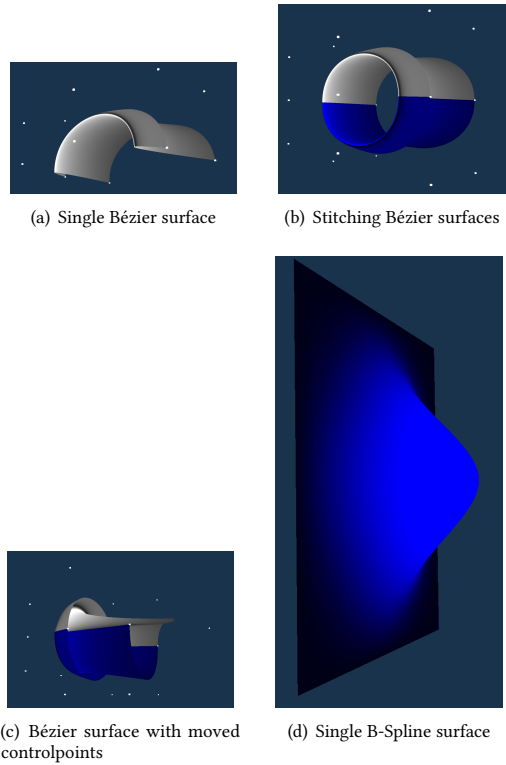 (a) Single Bézier surface
(b) Stitching Bézier surfaces
(c) Bézier surface with moved
controlpoints
(d) Single B-Spline surface